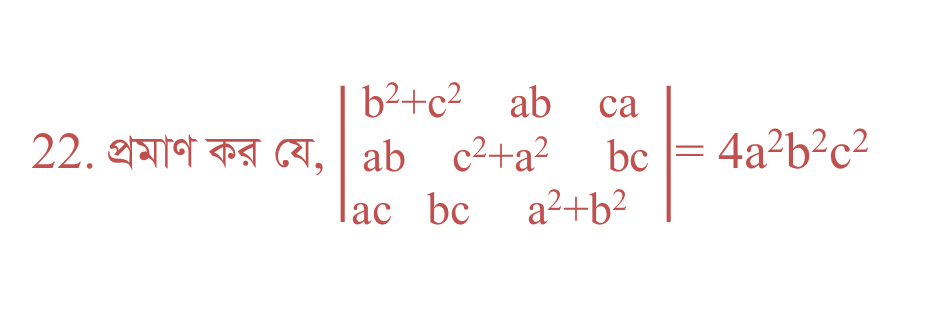 22. প্রমাণ কর যে, | b²+c² ab ca |
| ab c²+a² bc | = 4a²b²c²
| ac bc a²+b² |